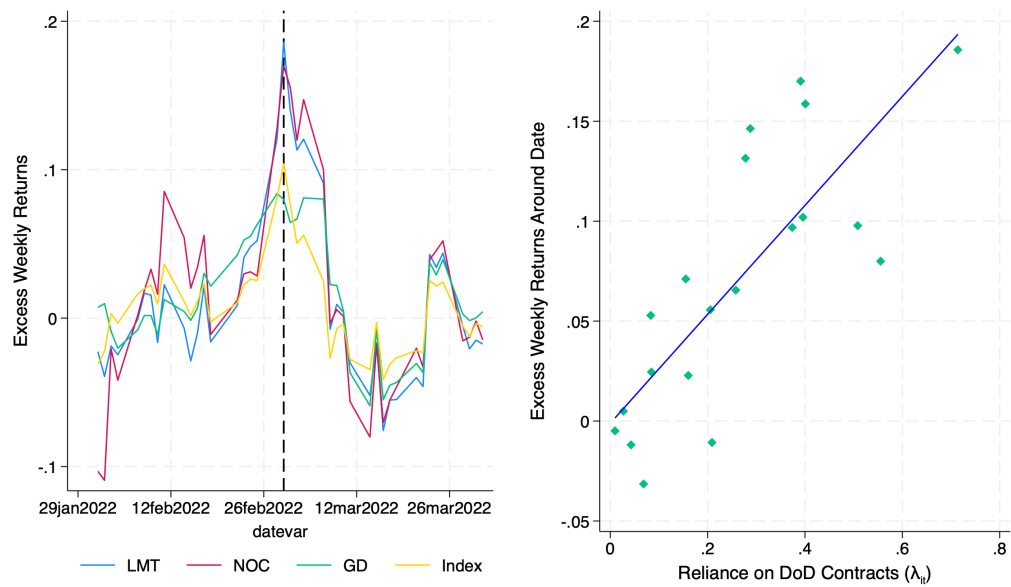 Excess Weekly Returns
.2
.1
0
-.1
29jan2022 12feb2022 26feb2022 12mar2022 26mar2022
datevar
LMT NOC GD Index
Excess Weekly Returns Around Date
.2
.15
.1
.05
0
-.05
0 .2 .4 .6 .8
Reliance on DoD Contracts (λit)